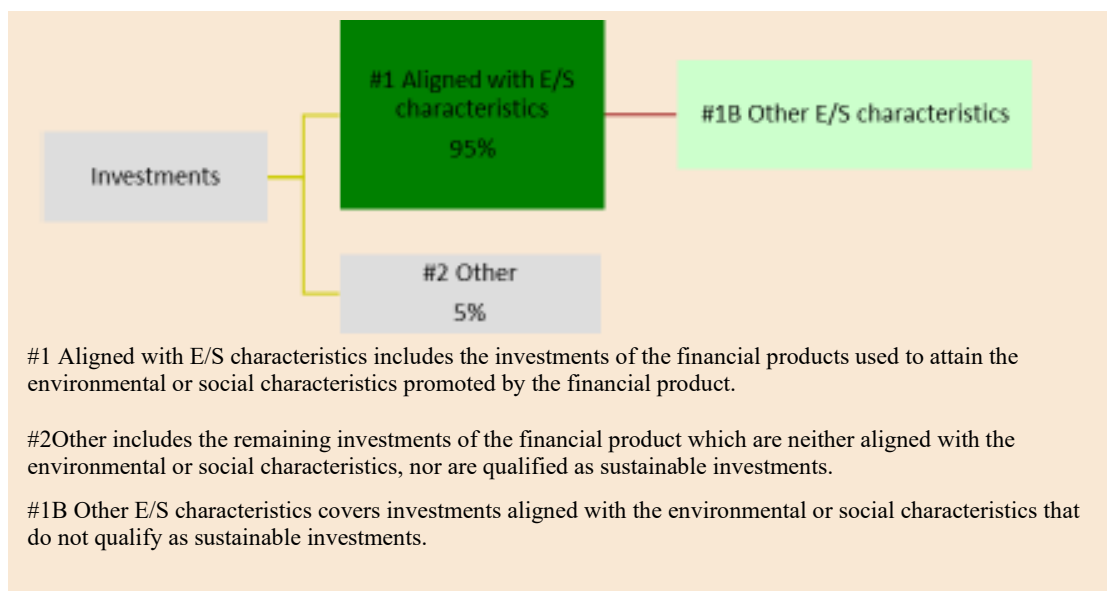 #1 Aligned with E/S
characteristics
95%
#1B Other E/S characteristics
Investments
#2 Other
5%
#1 Aligned with E/S characteristics includes the investments of the financial products used to attain the
environmental or social characteristics promoted by the financial product.
#2Other includes the remaining investments of the financial product which are neither aligned with the
environmental or social characteristics, nor are qualified as sustainable investments.
#1B Other E/S characteristics covers investments aligned with the environmental or social characteristics that
do not qualify as sustainable investments.